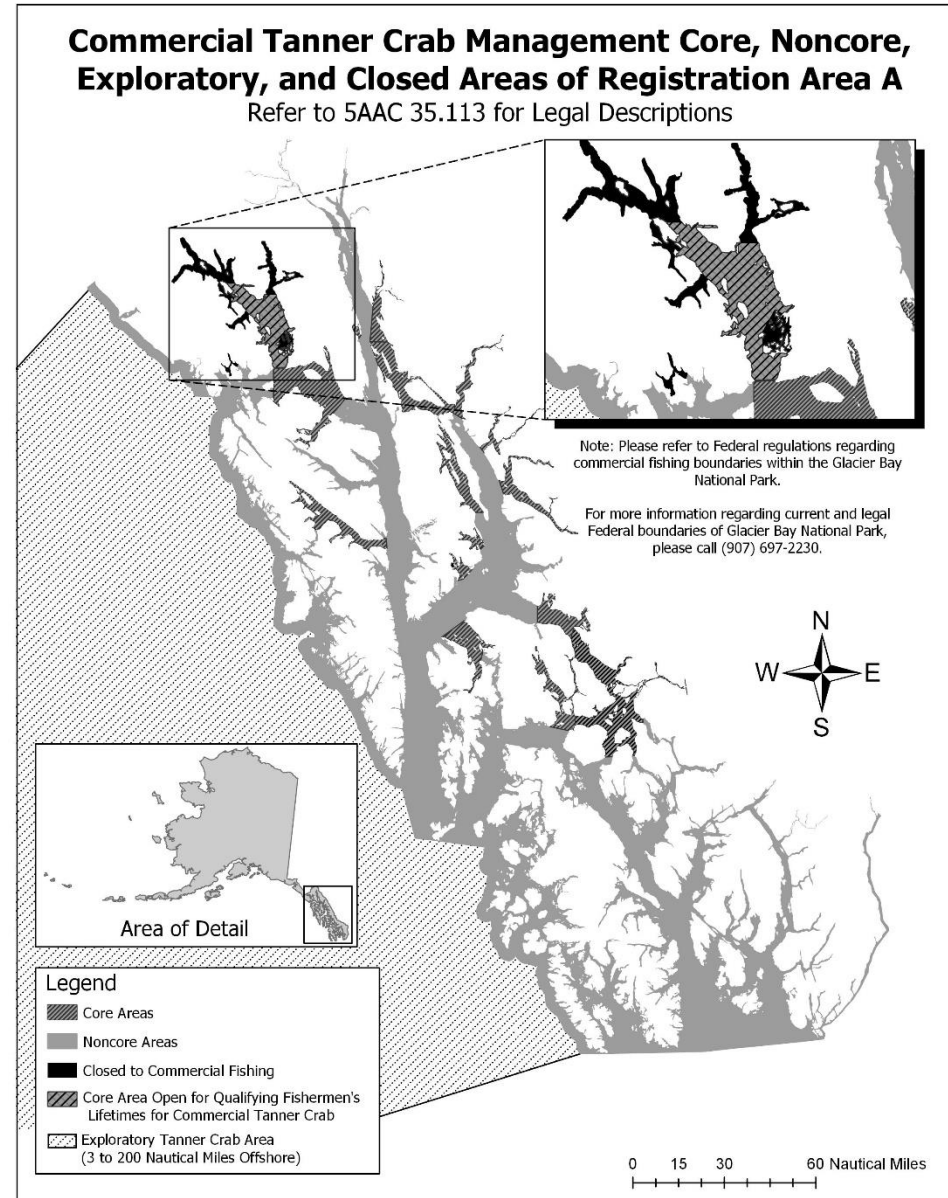 Commercial Tanner Crab Management Core, Noncore,
Exploratory, and Closed Areas of Registration Area A
Refer to 5AAC 35.113 for Legal Descriptions
Note: Please refer to Federal regulations regarding
commercial fishing boundaries within the Glacier Bay
National Park.
For more information regarding current and legal
Federal boundaries of Glacier Bay National Park,
please call (907) 697-2230.
N
W
E
S
Area of Detail
Legend
Core Areas
Noncore Areas
Closed to Commercial Fishing
Core Area Open for Qualifying Fishermen's
Lifetimes for Commercial Tanner Crab
Exploratory Tanner Crab Area
(3 to 200 Nautical Miles Offshore)
0 15 30 60 Nautical Miles